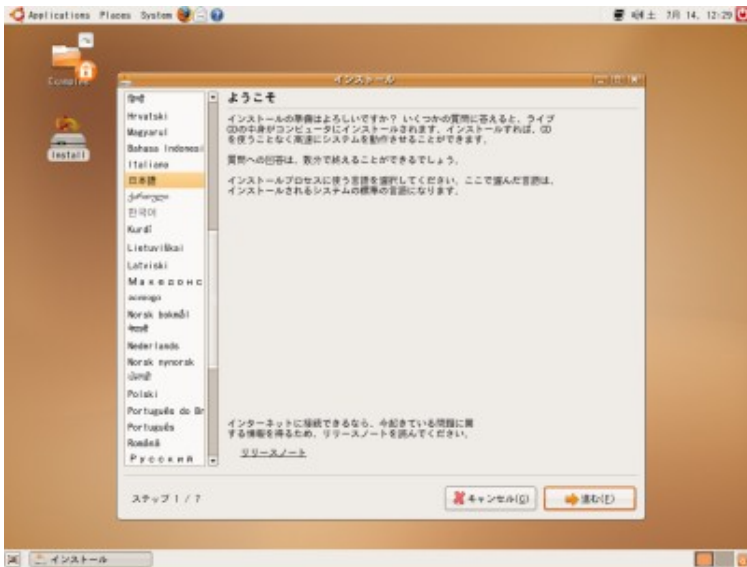 Applications Places System
7月 14, 12:29
インストール
Install
हिन्दी
Hrvatski
Magyarul
Bahasa Indonesi
Italiano
日本語
ქართული
한국어
Kurdî
Lietuviškai
Latviski
Македонс
Norsk bokmål
Nederlands
Norsk nynorsk
Polski
Português do Br
Português
Română
Русский
ようこそ
インストールの準備はよろしいですか? いくつかの質問に答えると、ライブ
CDの中身がコンピュータにインストールされます。インストールすれば、CD
を使うことなく高速にシステムを動作させることができます。
質問への回答は、数分で終えることができるでしょう。
インストールプロセスに使う言語を選択してください。ここで選んだ言語は、
インストールされるシステムの標準の言語になります。
インターネットに接続できるなら、今起きている問題に関
する情報を得るため、リリースノートを読んでください。
リリースノート
ステップ 1 / 7
キャンセル(C)
進む(F)
インストール